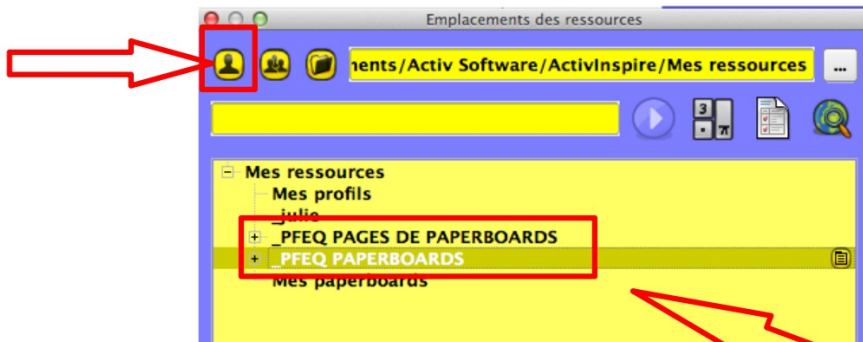 Emplacements des ressources
nents/Activ Software/ActivInspire/Mes ressources ...
3
π
Mes ressources
Mes profils
_julie
_PFEQ PAGES DE PAPERBOARDS
_PFEQ PAPERBOARDS
Mes paperboards